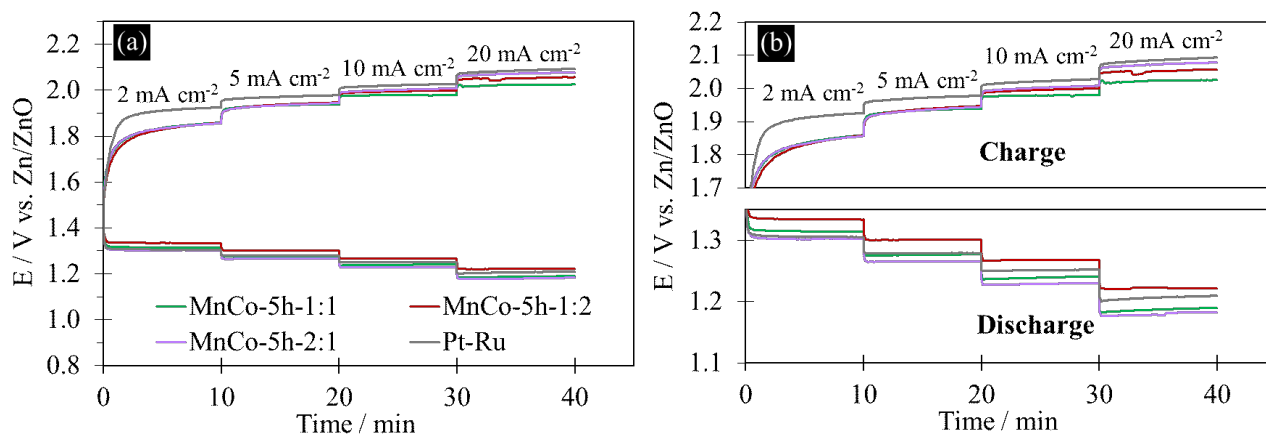 (a)
E / V vs. Zn/ZnO
2.2
2.0
1.8
1.6
1.4
1.2
1.0
0.8
2 mA cm-2
5 mA cm-2
10 mA cm-2
20 mA cm-2
MnCo-5h-1:1
MnCo-5h-1:2
MnCo-5h-2:1
Pt-Ru
0
10
20
30
40
Time / min
(b)
E / V vs. Zn/ZnO
2.2
2.1
2.0
1.9
1.8
1.7
2 mA cm-2
5 mA cm-2
10 mA cm-2
20 mA cm-2
Charge
1.3
1.2
1.1
Discharge
0
10
20
30
40
Time / min